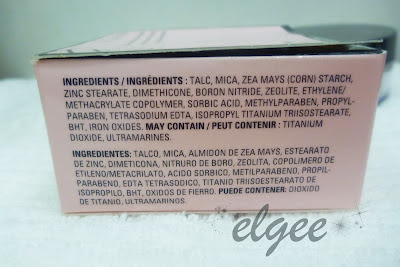 INGREDIENTS / INGRÉDIENTS : TALC, MICA, ZEA MAYS (CORN) STARCH,
ZINC STEARATE, DIMETHICONE, BORON NITRIDE, ZEOLITE, ETHYLENE/
METHACRYLATE COPOLYMER, SORBIC ACID, METHYLPARABEN, PROPYL-
PARABEN, TETRASODIUM EDTA, ISOPROPYL TITANIUM TRIISOSTEARATE,
BHT, IRON OXIDES. MAY CONTAIN / PEUT CONTENIR : TITANIUM
DIOXIDE, ULTRAMARINES.
INGREDIENTES: TALCO, MICA, ALMIDON DE ZEA MAYS, ESTEARATO
DE ZINC, DIMETICONA, NITRURO DE BORO, ZEOLITA, COPOLIMERO DE
ETILENO/METACRILATO, ACIDO SORBICO, METILPARABENO, PROPIL-
PARABENO, EDTA TETRASODICO, TITANIO TRIISOESTEARATO DE
ISOPROPILO, BHT, OXIDOS DE FIERRO. PUEDE CONTENER: DIOXIDO
DE TITANIO, ULTRAMARINOS.
elgee